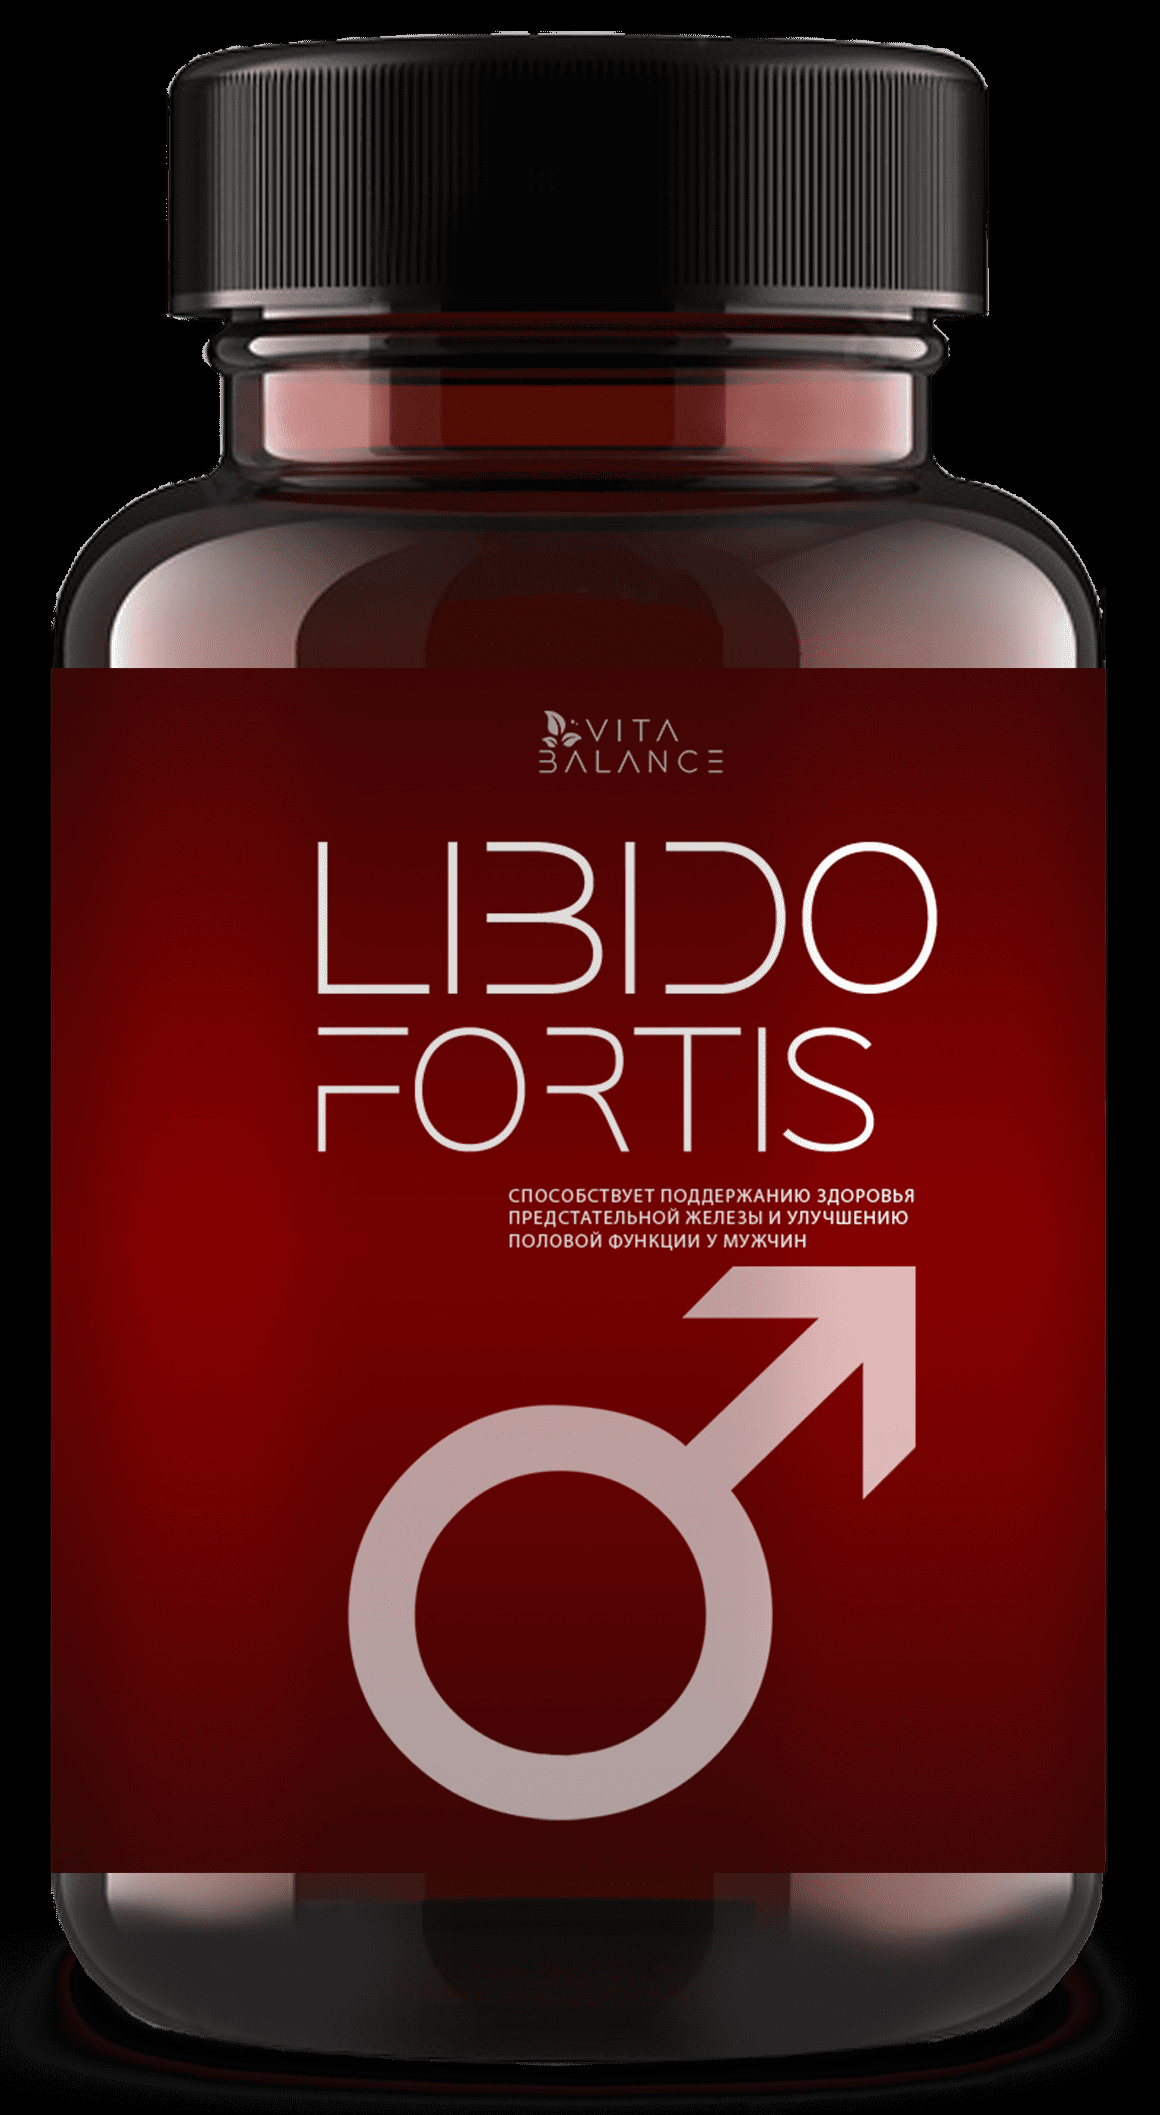 VITA
BALANCE
LIBIDO
FORTIS
СПОСОБСТВУЕТ ПОДДЕРЖАНИЮ ЗДОРОВЬЯ
ПРЕДСТАТЕЛЬНОЙ ЖЕЛЕЗЫ И УЛУЧШЕНИЮ
ПОЛОВОЙ ФУНКЦИИ У МУЖЧИН